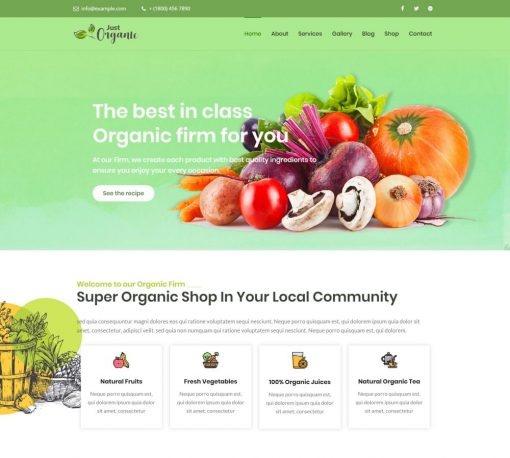 info@example.com
+ (1800) 456 7890
Just
Organic
Home About Services Gallery Blog Shop Contact
The best in class
Organic firm for you
At our Firm, we create each product with best quality ingredients to
ensure you enjoy your every occasion.
See the recipe
Welcome to our Organic Firm
Super Organic Shop In Your Local Community
sed quia consequuntur magni dolores eos qui ratione voluptatem sequi nesciunt. Neque porro quisquam est, qui dolorem ipsum quia dolor sit
amet, consectetur, adipisci velit. sed quia non numquam qui ratione voluptatem sequi nesciunt. Neque porro quisquam est, qui dolorem.
Natural Fruits
Neque porro quisquam est,
qui dolorem ipsum quia dolor
sit amet, consectetur
Fresh Vegetables
Neque porro quisquam est,
qui dolorem ipsum quia dolor
sit amet, consectetur
100% Organic Juices
Neque porro quisquam est,
qui dolorem ipsum quia dolor
sit amet, consectetur
Natural Organic Tea
Neque porro quisquam est,
qui dolorem ipsum quia dolor
sit amet, consectetur